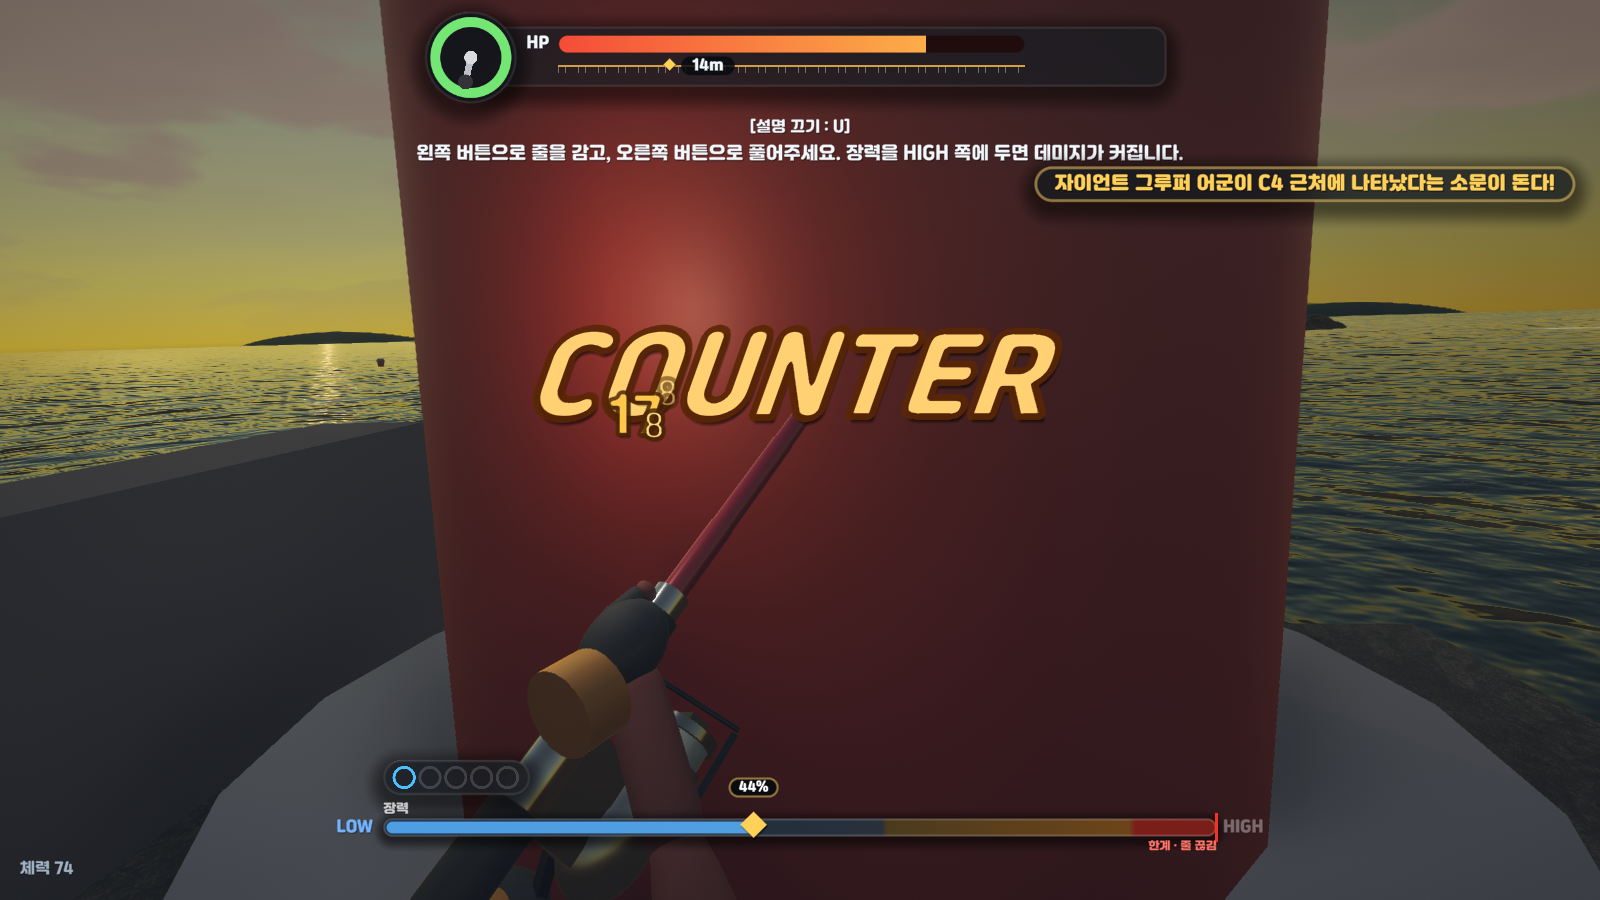 HP
14m
[설명 끄기 : U]
왼쪽 버튼으로 줄을 감고, 오른쪽 버튼으로 풀어주세요. 장력을 HIGH 쪽에 두면 데미지가 커집니다.
자이언트 그루퍼 어군이 C4 근처에 나타났다는 소문이 돈다!
COUNTER
8
17
8
44%
장력
LOW
HIGH
한계 · 줄 끊김
체력 74